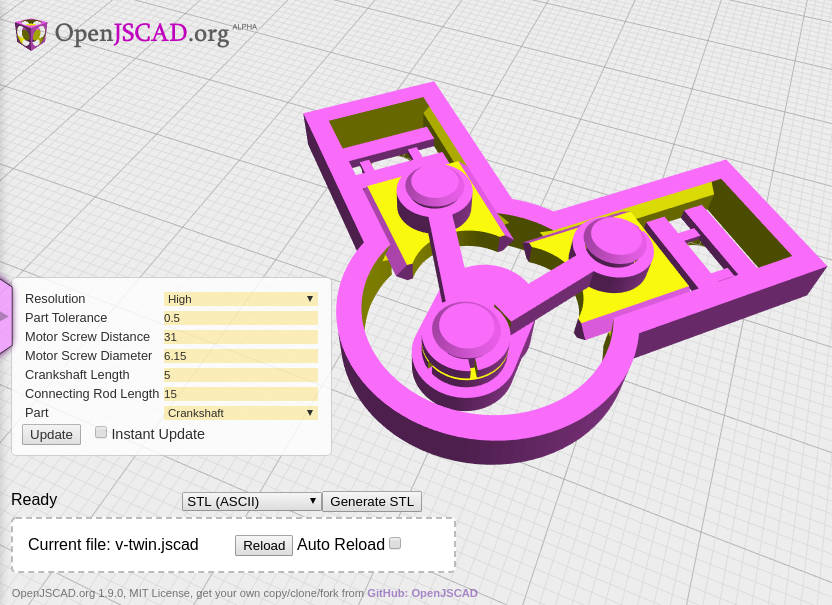 OpenJSCAD.org ALPHA
Resolution High
Part Tolerance 0.5
Motor Screw Distance 31
Motor Screw Diameter 6.15
Crankshaft Length 5
Connecting Rod Length 15
Part Crankshaft
Update Instant Update
Ready STL (ASCII) Generate STL
Current file: v-twin.jscad Reload Auto Reload
OpenJSCAD.org 1.9.0, MIT License, get your own copy/clone/fork from GitHub: OpenJSCAD